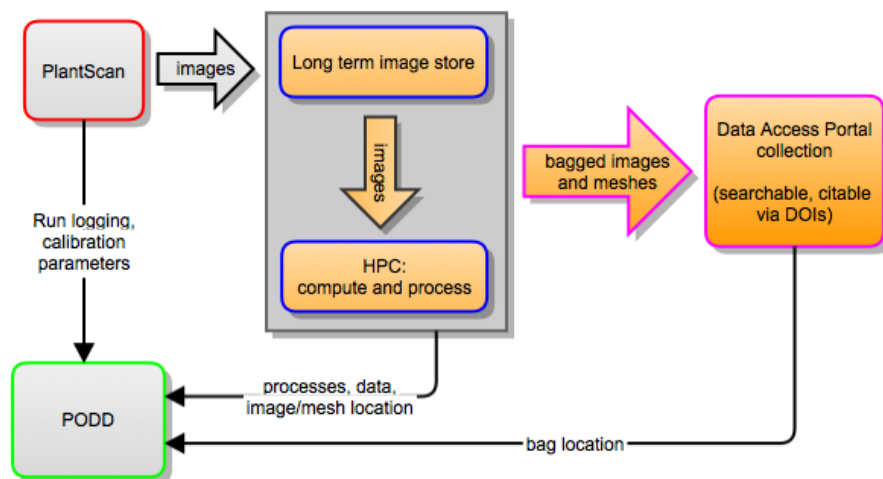 PlantScan
images
Long term image store
images
HPC:
compute and process
bagged images
and meshes
Data Access Portal
collection
(searchable, citable
via DOIs)
Run logging,
calibration
parameters
processes, data,
image/mesh location
PODD
bag location